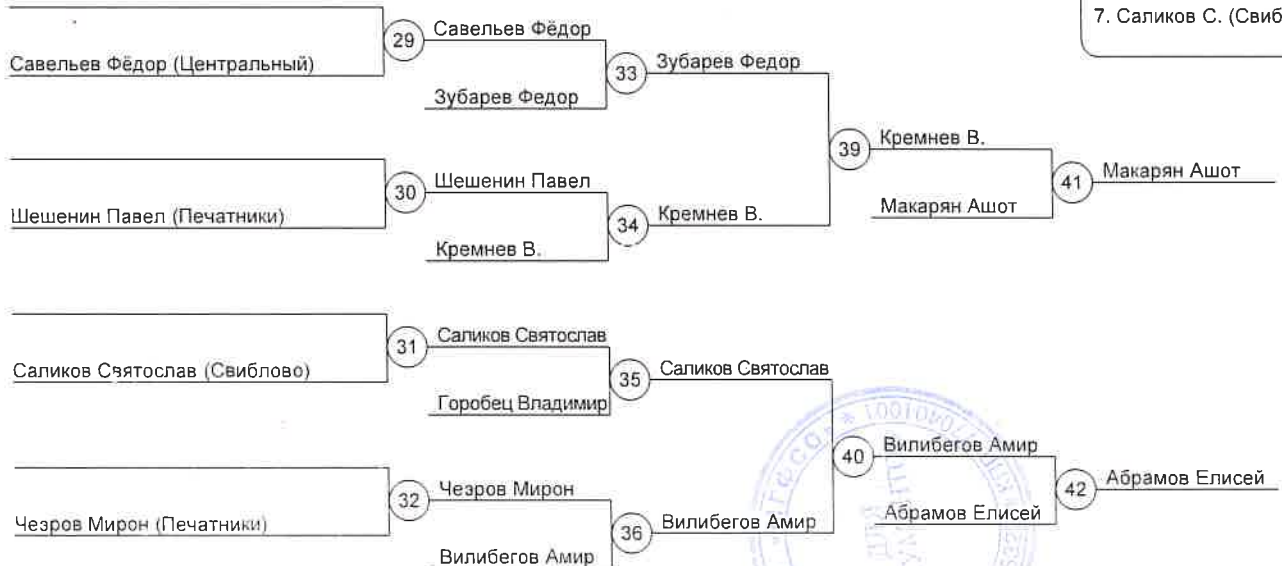 7. Саликов С. (Свиб
29 Савельев Фёдор
Савельев Фёдор (Центральный)
33 Зубарев Федор
Зубарев Федор
39 Кремнев В.
30 Шешенин Павел
41 Макарян Ашот
Шешенин Павел (Печатники)
34 Кремнев В.
Макарян Ашот
Кремнев В.
31 Саликов Святослав
Саликов Святослав (Свиблово)
35 Саликов Святослав
Горобец Владимир
40 Вилибегов Амир
32 Чезров Мирон
42 Абрамов Елисей
Чезров Мирон (Печатники)
36 Вилибегов Амир
Абрамов Елисей
Вилибегов Амир